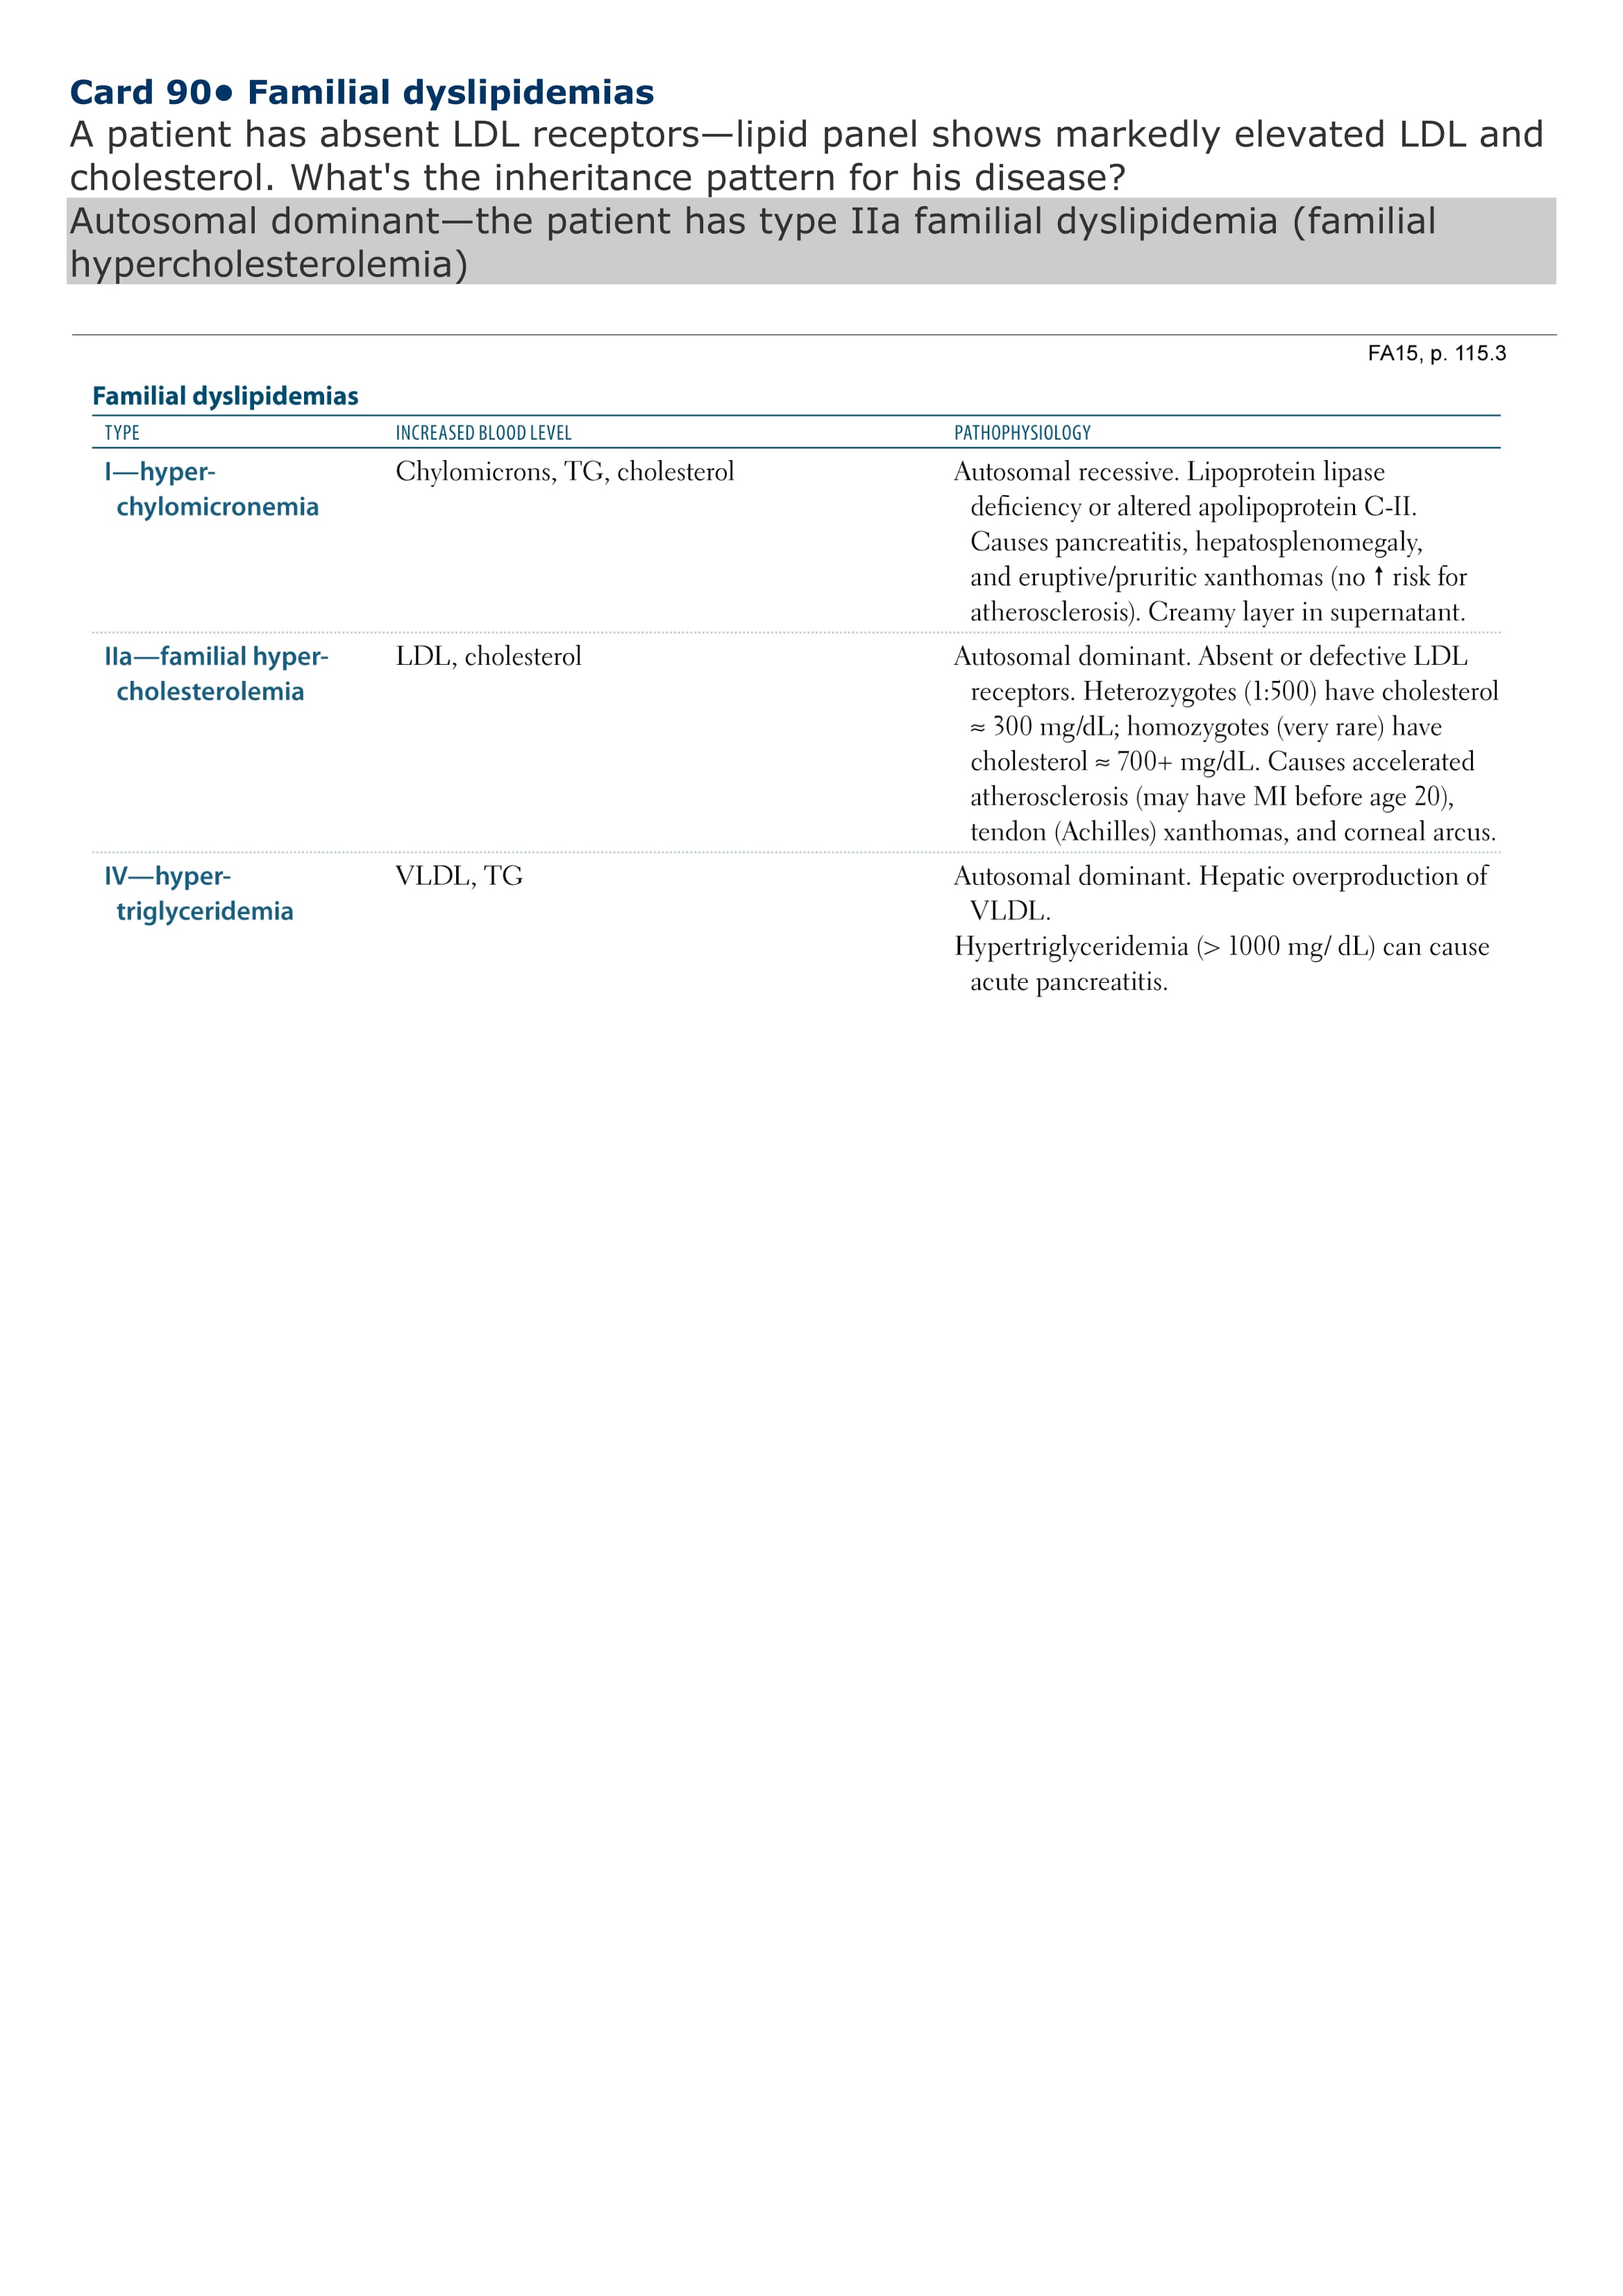 Card 90● Familial dyslipidemias
A patient has absent LDL receptors—lipid panel shows markedly elevated LDL and
cholesterol. What's the inheritance pattern for his disease?
Autosomal dominant—the patient has type IIa familial dyslipidemia (familial
hypercholesterolemia)
FA15, p. 115.3
Familial dyslipidemias
TYPE INCREASED BLOOD LEVEL PATHOPHYSIOLOGY
I—hyper- Chylomicrons, TG, cholesterol Autosomal recessive. Lipoprotein lipase
chylomicronemia deficiency or altered apolipoprotein C-II.
Causes pancreatitis, hepatosplenomegaly,
and eruptive/pruritic xanthomas (no ↑ risk for
atherosclerosis). Creamy layer in supernatant.
IIa—familial hyper- LDL, cholesterol Autosomal dominant. Absent or defective LDL
cholesterolemia receptors. Heterozygotes (1:500) have cholesterol
≈ 300 mg/dL; homozygotes (very rare) have
cholesterol ≈ 700+ mg/dL. Causes accelerated
atherosclerosis (may have MI before age 20),
tendon (Achilles) xanthomas, and corneal arcus.
IV—hyper- VLDL, TG Autosomal dominant. Hepatic overproduction of
triglyceridemia VLDL.
Hypertriglyceridemia (> 1000 mg/ dL) can cause
acute pancreatitis.